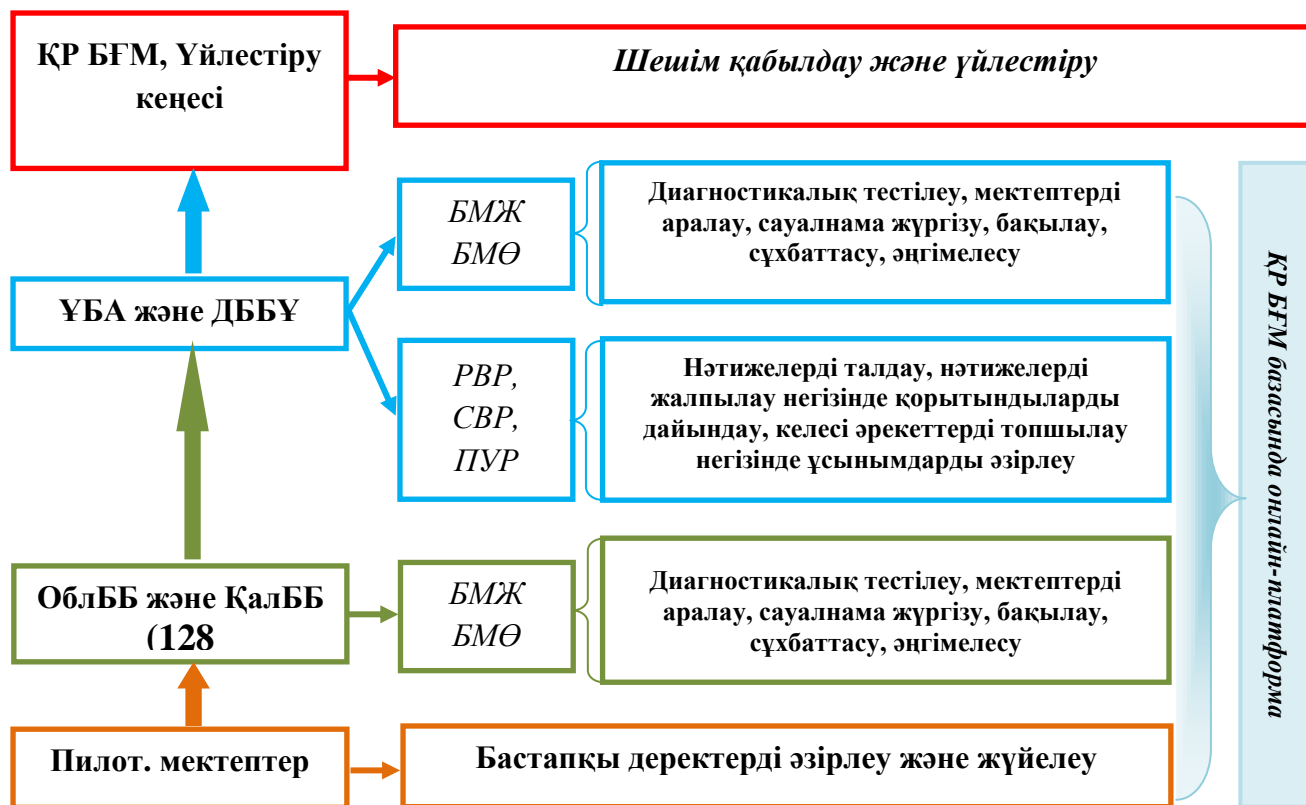 ҚР БҒМ, Үйлестіру
кеңесі
Шешім қабылдау және үйлестіру
БМЖ
БМӨ
Диагностикалық тестілеу, мектептерді
аралау, сауалнама жүргізу, бақылау,
сұхбаттасу, әңгімелесу
ҰБА және ДББҰ
РВР,
СВР,
ПУР
Нәтижелерді талдау, нәтижелерді
жалпылау негізінде қорытындыларды
дайындау, келесі әрекеттерді топшылау
негізінде ұсынымдарды әзірлеу
ОблББ және ҚалББ
(128
БМЖ
БМӨ
Диагностикалық тестілеу, мектептерді
аралау, сауалнама жүргізу, бақылау,
сұхбаттасу, әңгімелесу
Пилот. мектептер
Бастапқы деректерді әзірлеу және жүйелеу
ҚР БҒМ базасында онлайн-платформа